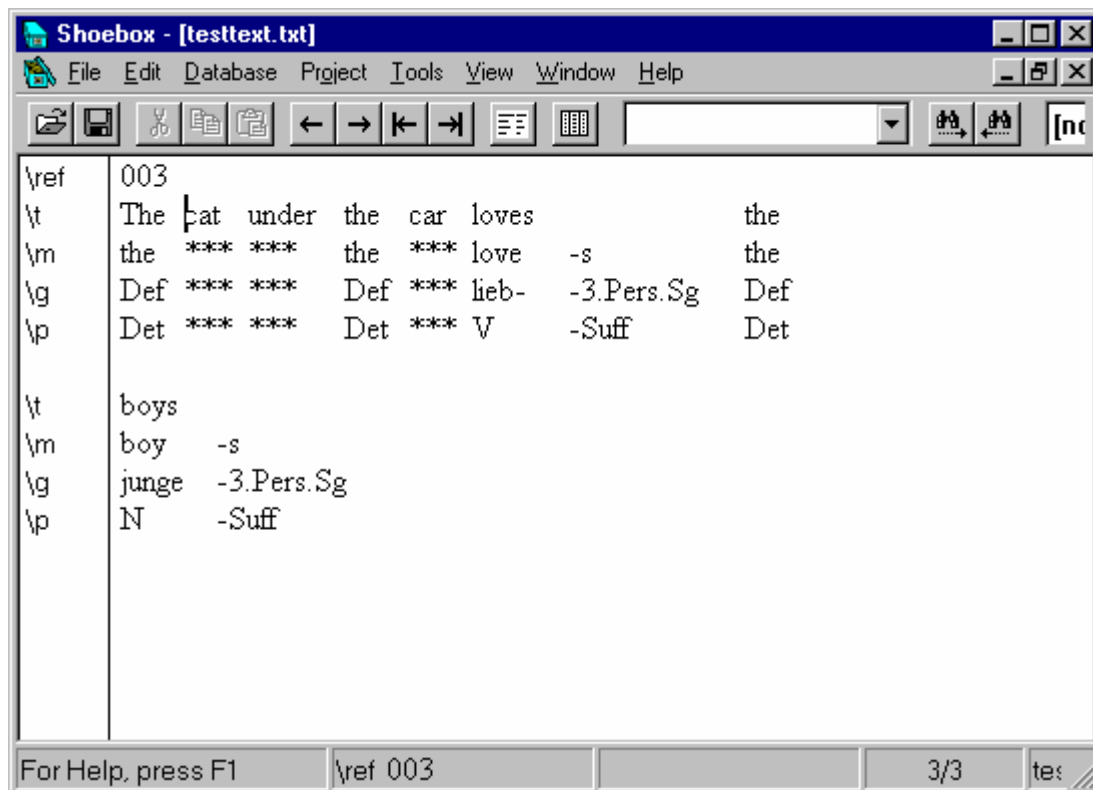 Shoebox - [testtext.txt]
File Edit Database Project Tools View Window Help
[no
\ref 003
\t The cat under the car loves the
\m the *** *** the *** love -s the
\g Def *** *** Def *** lieb- -3.Pers.Sg Def
\p Det *** *** Det *** V -Suff Det
\t boys
\m boy -s
\g junge -3.Pers.Sg
\p N -Suff
For Help, press F1 \ref 003 3/3 tes